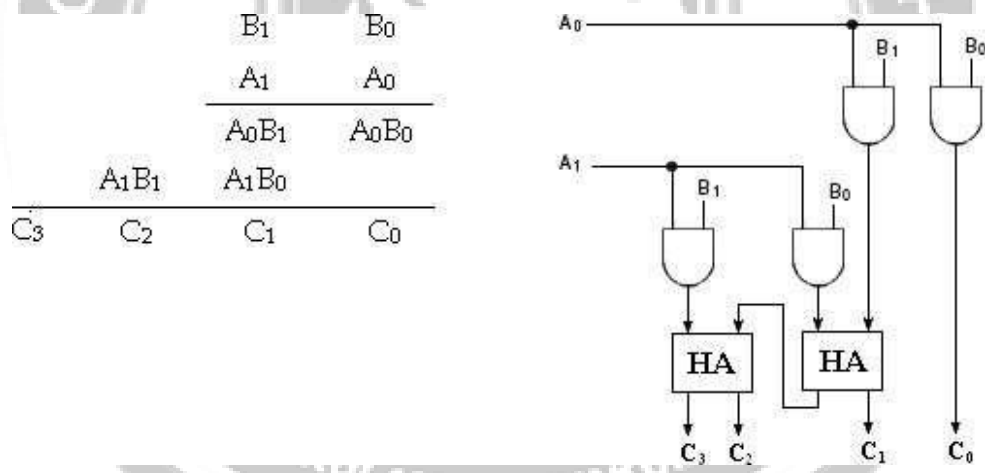 B₁ B₀
A₁ A₀
A₀B₁ A₀B₀
A₁B₁ A₁B₀
C₃ C₂ C₁ C₀
A₀
B₁ B₀
A₁
B₁ B₀
HA HA
C₃ C₂ C₁ C₀